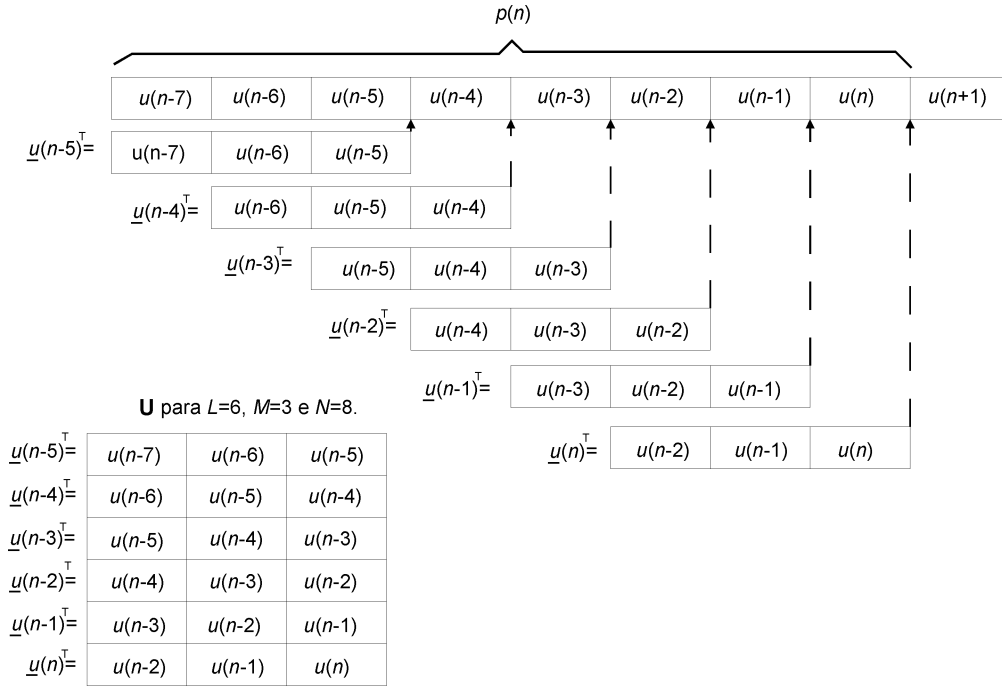 p(n)
u(n-7) u(n-6) u(n-5) u(n-4) u(n-3) u(n-2) u(n-1) u(n) u(n+1)
u(n-5)ᵀ= u(n-7) u(n-6) u(n-5)
u(n-4)ᵀ= u(n-6) u(n-5) u(n-4)
u(n-3)ᵀ= u(n-5) u(n-4) u(n-3)
u(n-2)ᵀ= u(n-4) u(n-3) u(n-2)
u(n-1)ᵀ= u(n-3) u(n-2) u(n-1)
u(n)ᵀ= u(n-2) u(n-1) u(n)
U para L=6, M=3 e N=8.
u(n-5)ᵀ= u(n-7) u(n-6) u(n-5)
u(n-4)ᵀ= u(n-6) u(n-5) u(n-4)
u(n-3)ᵀ= u(n-5) u(n-4) u(n-3)
u(n-2)ᵀ= u(n-4) u(n-3) u(n-2)
u(n-1)ᵀ= u(n-3) u(n-2) u(n-1)
u(n)ᵀ= u(n-2) u(n-1) u(n)